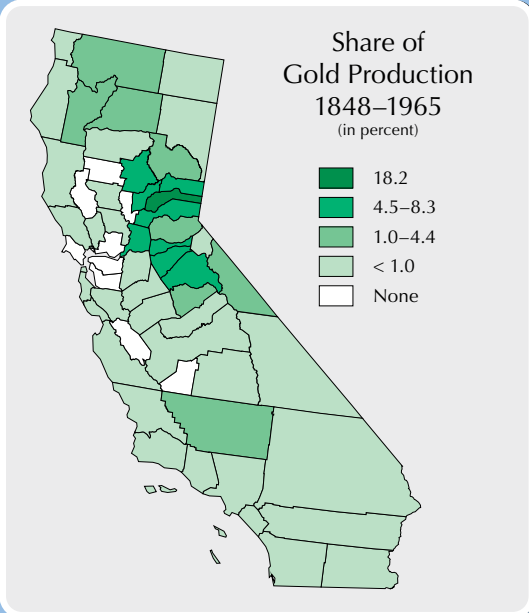 Share of
Gold Production
1848–1965
(in percent)
18.2
4.5–8.3
1.0–4.4
< 1.0
None